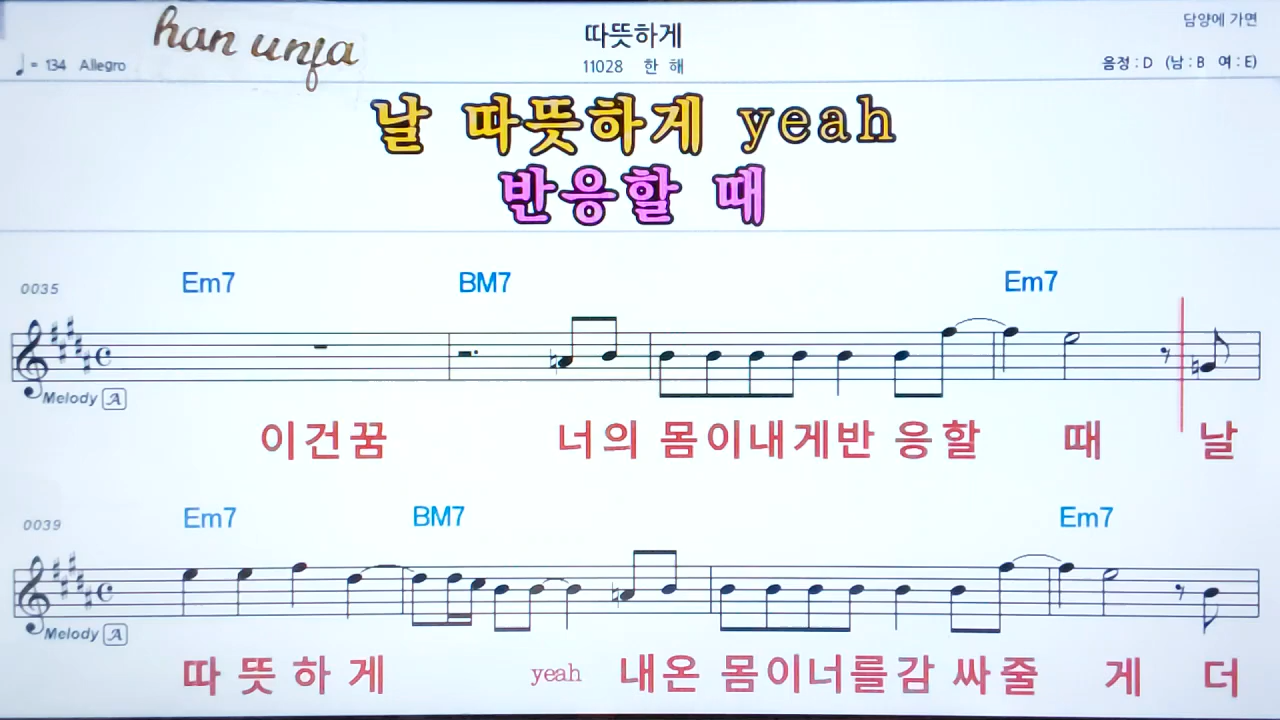 han unja
따뜻하게
담양에 가면
♩= 134 Allegro
11028 한 해
음정 : D (남 : B 여 : E)
날 따뜻하게 yeah
반응할 때
0035 Em7 BM7 Em7
Melody A
이건꿈 너의 몸이내게반 응할 때 날
0039 Em7 BM7 Em7
Melody A
따 뜻 하 게 yeah 내온 몸이너를감 싸줄 게 더